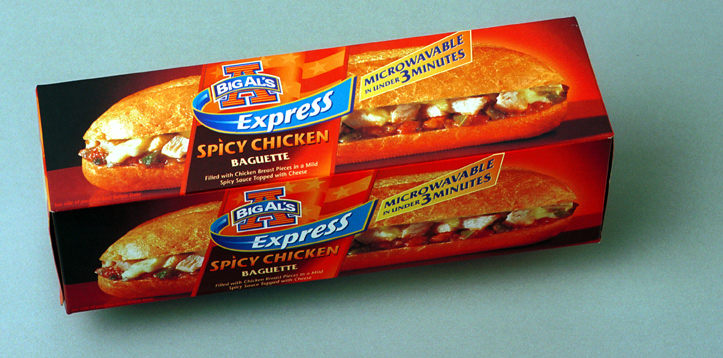 BIG AL'S
A
Express
SPICY CHICKEN
BAGUETTE
Filled with Chicken Breast Pieces in a Mild
Spicy Sauce Topped with Cheese
MICROWAVABLE
IN UNDER 3 MINUTES
BIG AL'S
A
Express
SPICY CHICKEN
BAGUETTE
Filled with Chicken Breast Pieces in a Mild
Spicy Sauce Topped with Cheese
MICROWAVABLE
IN UNDER 3 MINUTES